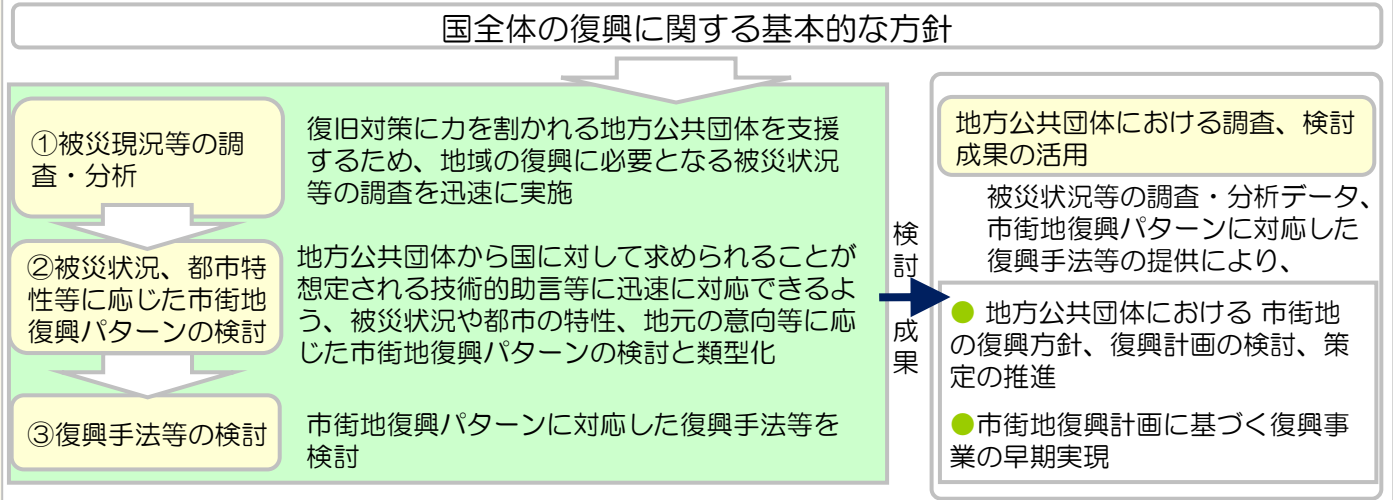 国全体の復興に関する基本的な方針
①被災現況等の調
査・分析
復旧対策に力を割かれる地方公共団体を支援
するため、地域の復興に必要となる被災状況
等の調査を迅速に実施
②被災状況、都市特
性等に応じた市街地
復興パターンの検討
地方公共団体から国に対して求められることが
想定される技術的助言等に迅速に対応できるよ
う、被災状況や都市の特性、地元の意向等に応
じた市街地復興パターンの検討と類型化
③復興手法等の検討
市街地復興パターンに対応した復興手法等を
検討
検討成果
地方公共団体における調査、検討
成果の活用
被災状況等の調査・分析データ、
市街地復興パターンに対応した
復興手法等の提供により、
● 地方公共団体における 市街地
の復興方針、復興計画の検討、策
定の推進
●市街地復興計画に基づく復興事
業の早期実現